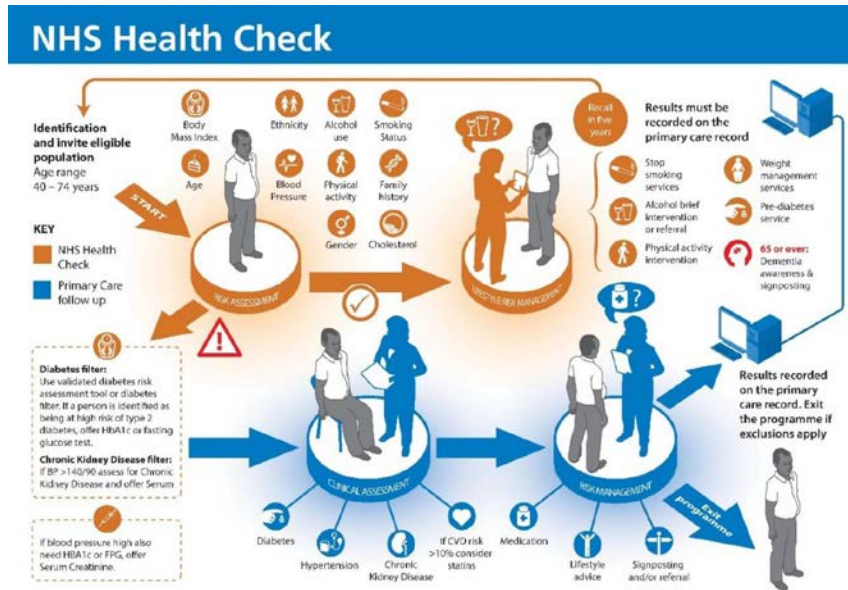 NHS Health Check
Identification
and invite eligible
population
Age range
40 – 74 years
START
KEY
NHS Health
Check
Primary Care
follow up
Body
Mass Index
Ethnicity
Alcohol
use
Smoking
Status
Age
Blood
Pressure
Physical
activity
Family
history
Gender
Cholesterol
RISK ASSESSMENT
LIFESTYLE RISK MANAGEMENT
?
Recall
in five
years
Results must be
recorded on the
primary care record
Stop
smoking
services
Weight
management
services
Alcohol brief
intervention
or referral
Pre-diabetes
service
Physical activity
intervention
65 or over:
Dementia
awareness &
signposting
!
Diabetes filter:
Use validated diabetes risk
assessment tool or diabetes
filter. If a person is identified as
being at high risk of type 2
diabetes, offer HbA1c or fasting
glucose test.
Chronic Kidney Disease filter:
If BP >140/90 assess for Chronic
Kidney Disease and offer Serum
If blood pressure high also
need HBA1c or FPG, offer
Serum Creatinine.
CLINICAL ASSESSMENT
Diabetes
Hypertension
Chronic
Kidney Disease
If CVD risk
>10% consider
statins
?
RISK MANAGEMENT
Medication
Lifestyle
advice
Signposting
and/or referral
Results recorded
on the primary
care record. Exit
the programme if
exclusions apply
Exit
programme